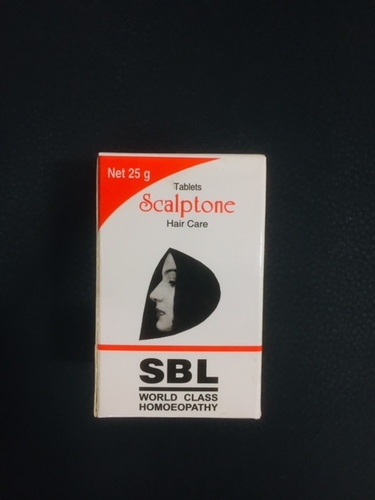 Net 25 g
Tablets
Scalptone
Hair Care
SBL
WORLD CLASS
HOMOEOPATHY